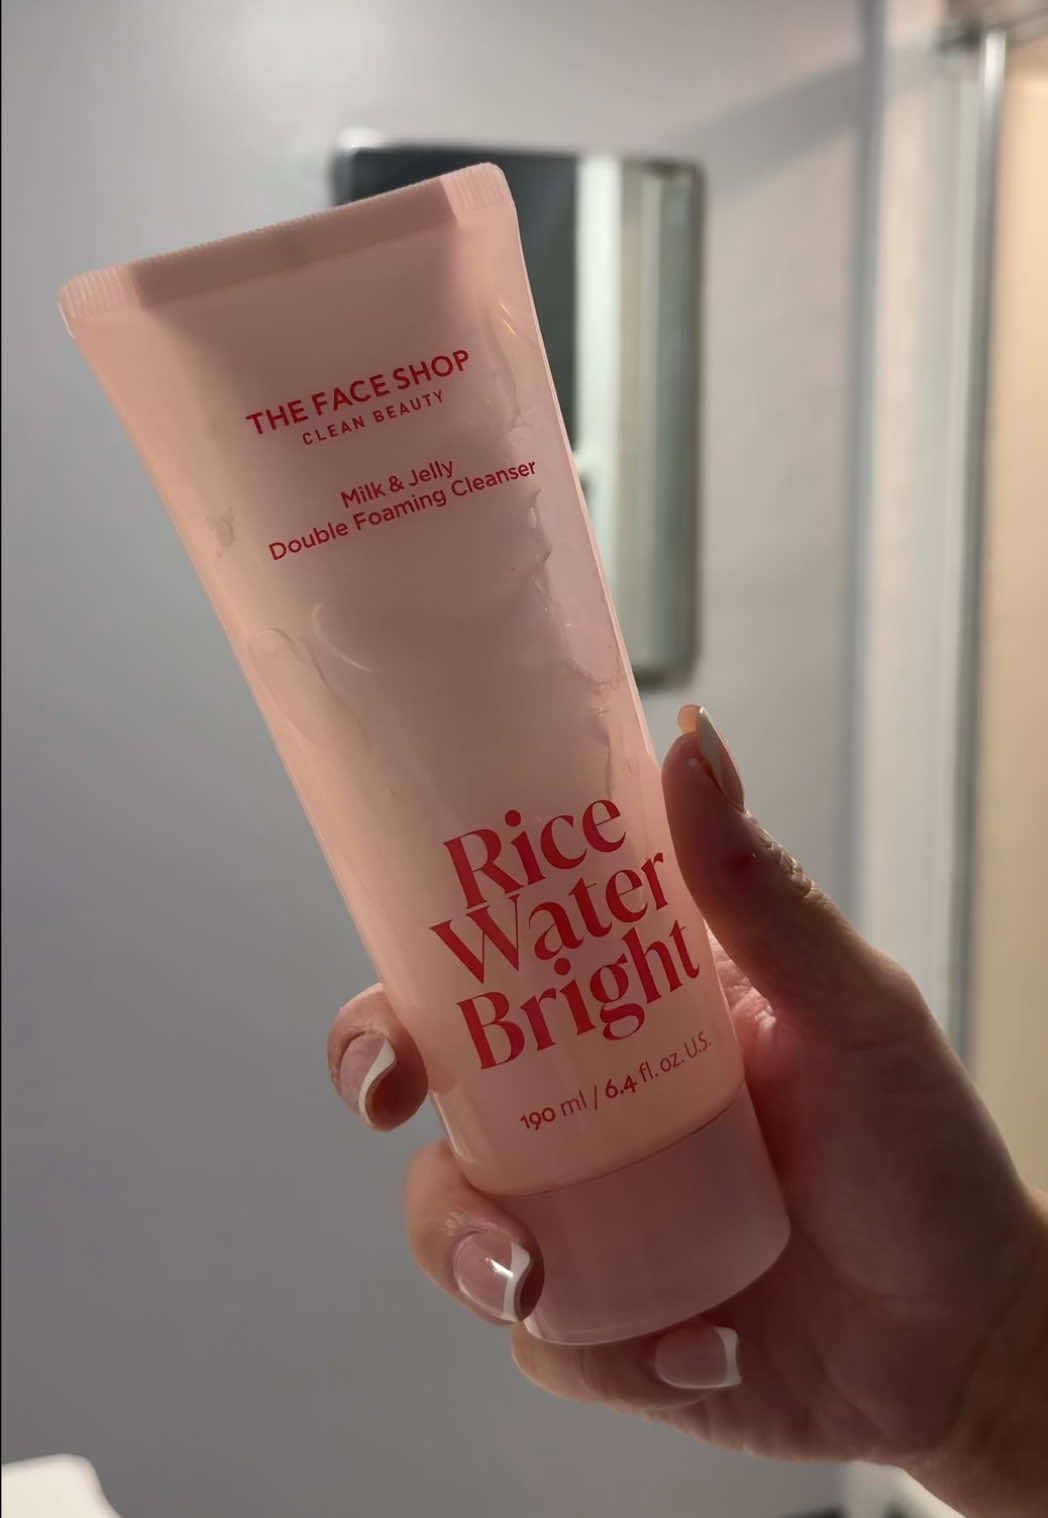 THE FACE SHOP
CLEAN BEAUTY
Milk & Jelly
Double Foaming Cleanser
Rice
Water
Bright
190 ml / 6.4 fl. oz. U.S.